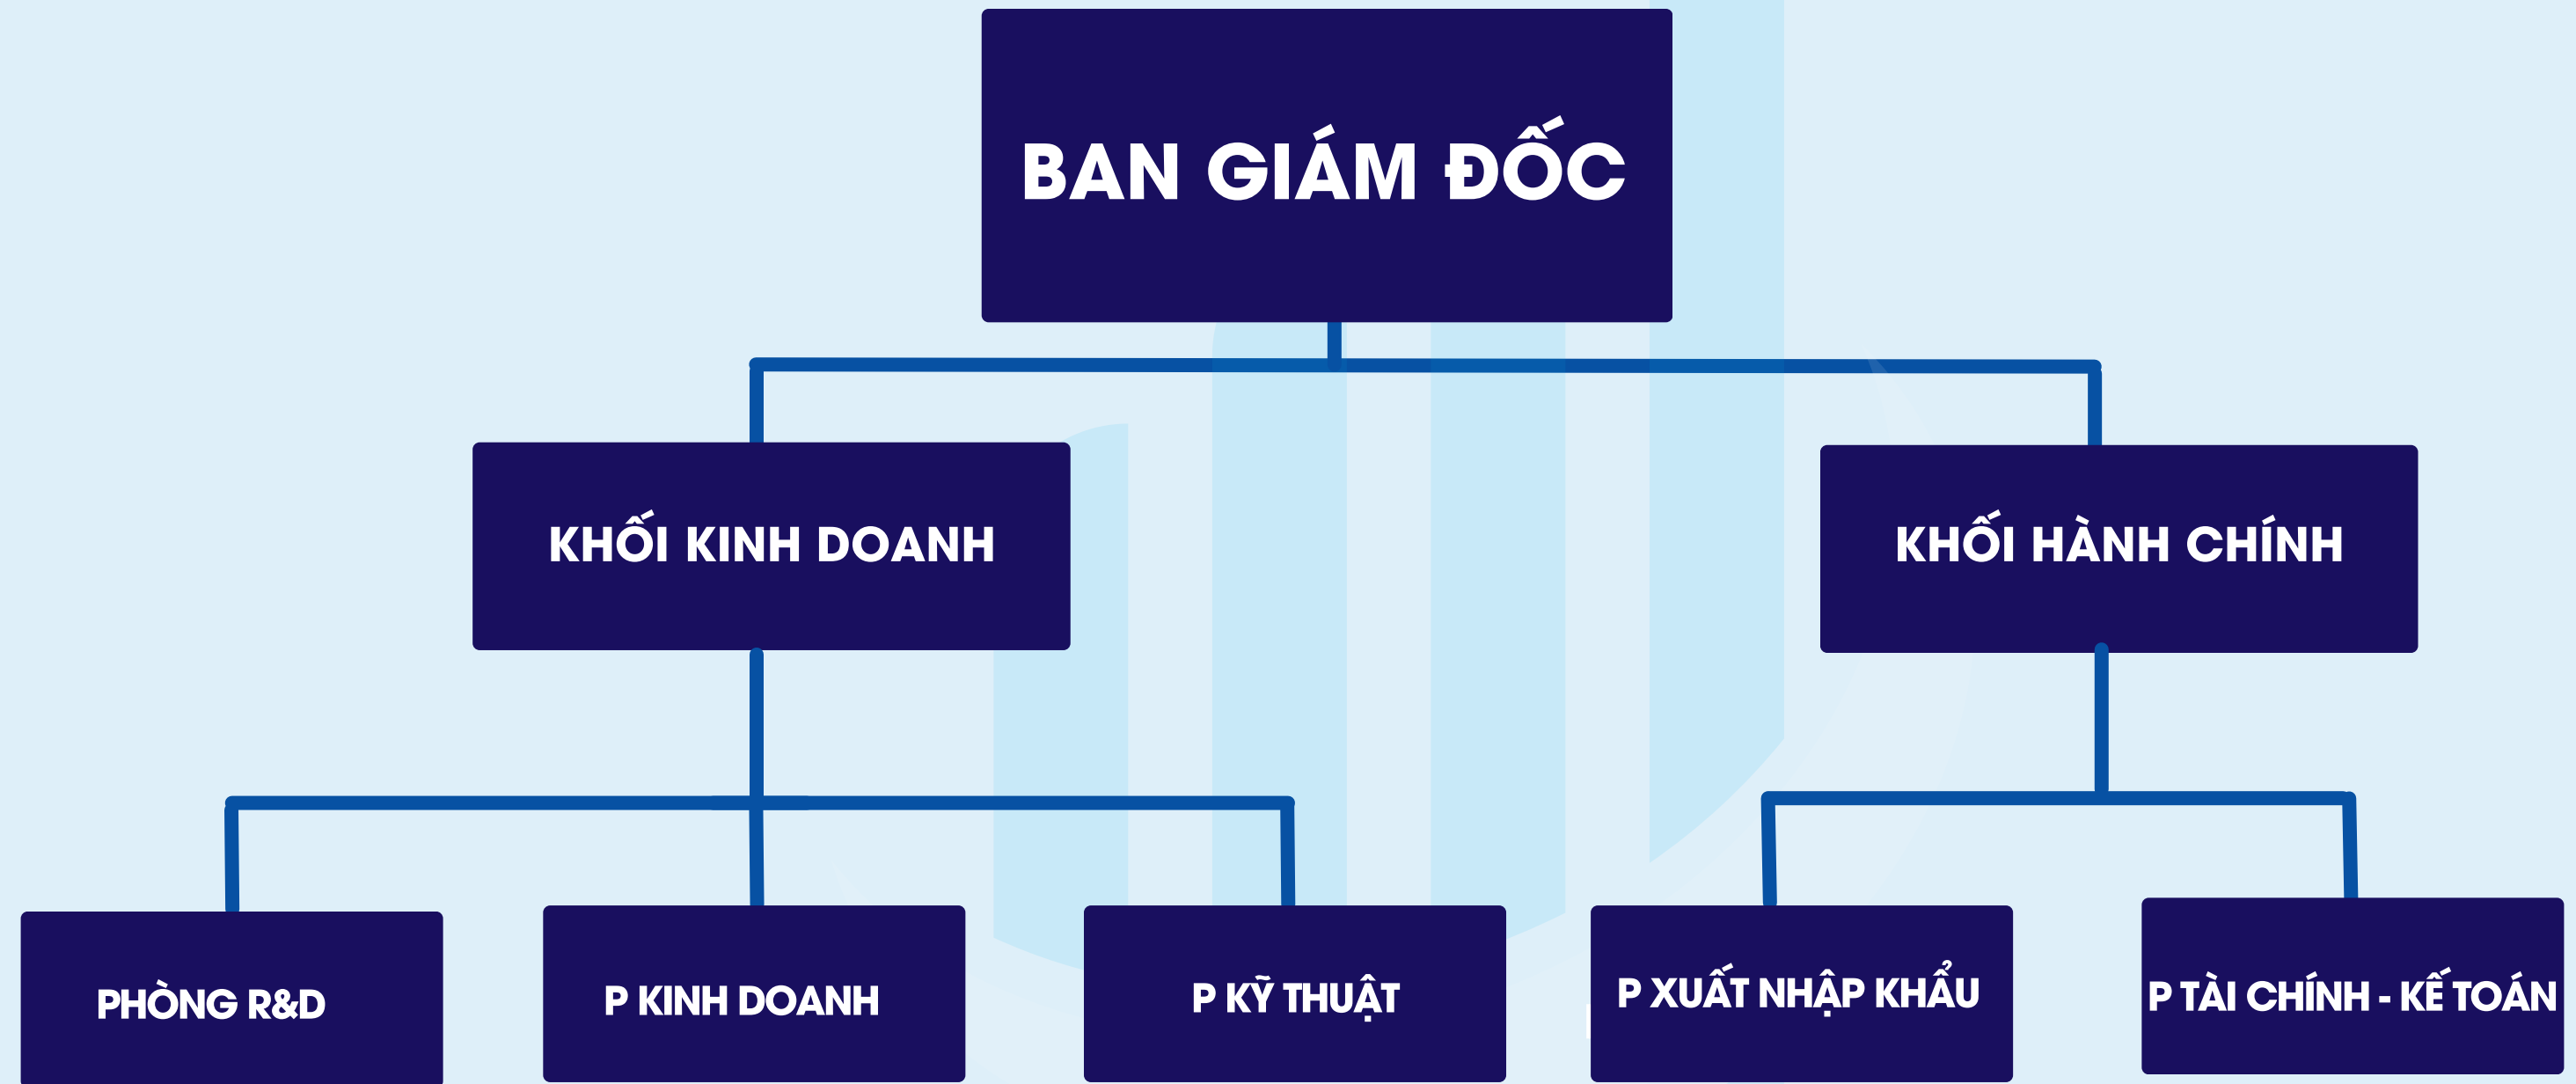 BAN GIÁM ĐỐC
KHỐI KINH DOANH
KHỐI HÀNH CHÍNH
PHÒNG R&D
P KINH DOANH
P KỸ THUẬT
P XUẤT NHẬP KHẨU
P TÀI CHÍNH - KẾ TOÁN